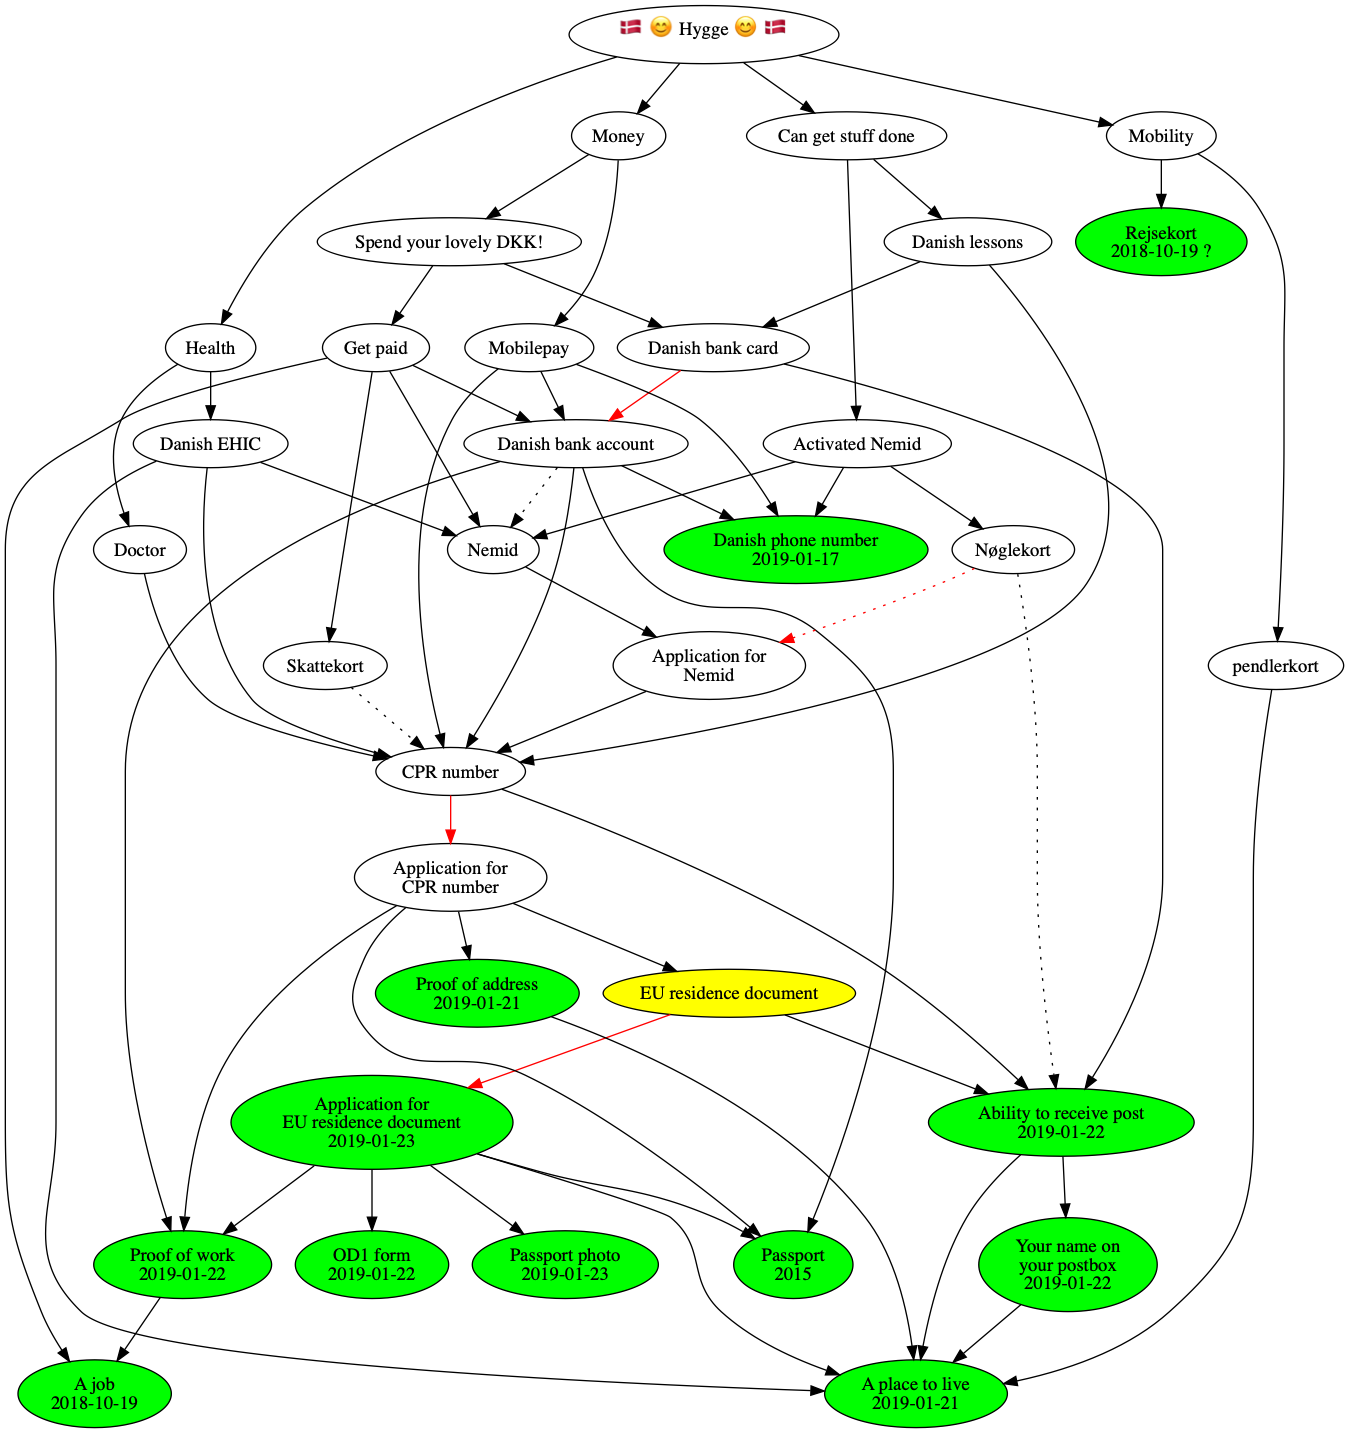 🇩🇰 😊 Hygge 😊 🇩🇰
Money
Can get stuff done
Mobility
Spend your lovely DKK!
Danish lessons
Rejsekort
2018-10-19 ?
Health
Get paid
Mobilepay
Danish bank card
Danish EHIC
Danish bank account
Activated Nemid
Doctor
Nemid
Danish phone number
2019-01-17
Nøglekort
Skattekort
Application for
Nemid
pendlerkort
CPR number
Application for
CPR number
Proof of address
2019-01-21
EU residence document
Application for
EU residence document
2019-01-23
Ability to receive post
2019-01-22
Proof of work
2019-01-22
OD1 form
2019-01-22
Passport photo
2019-01-23
Passport
2015
Your name on
your postbox
2019-01-22
A job
2018-10-19
A place to live
2019-01-21